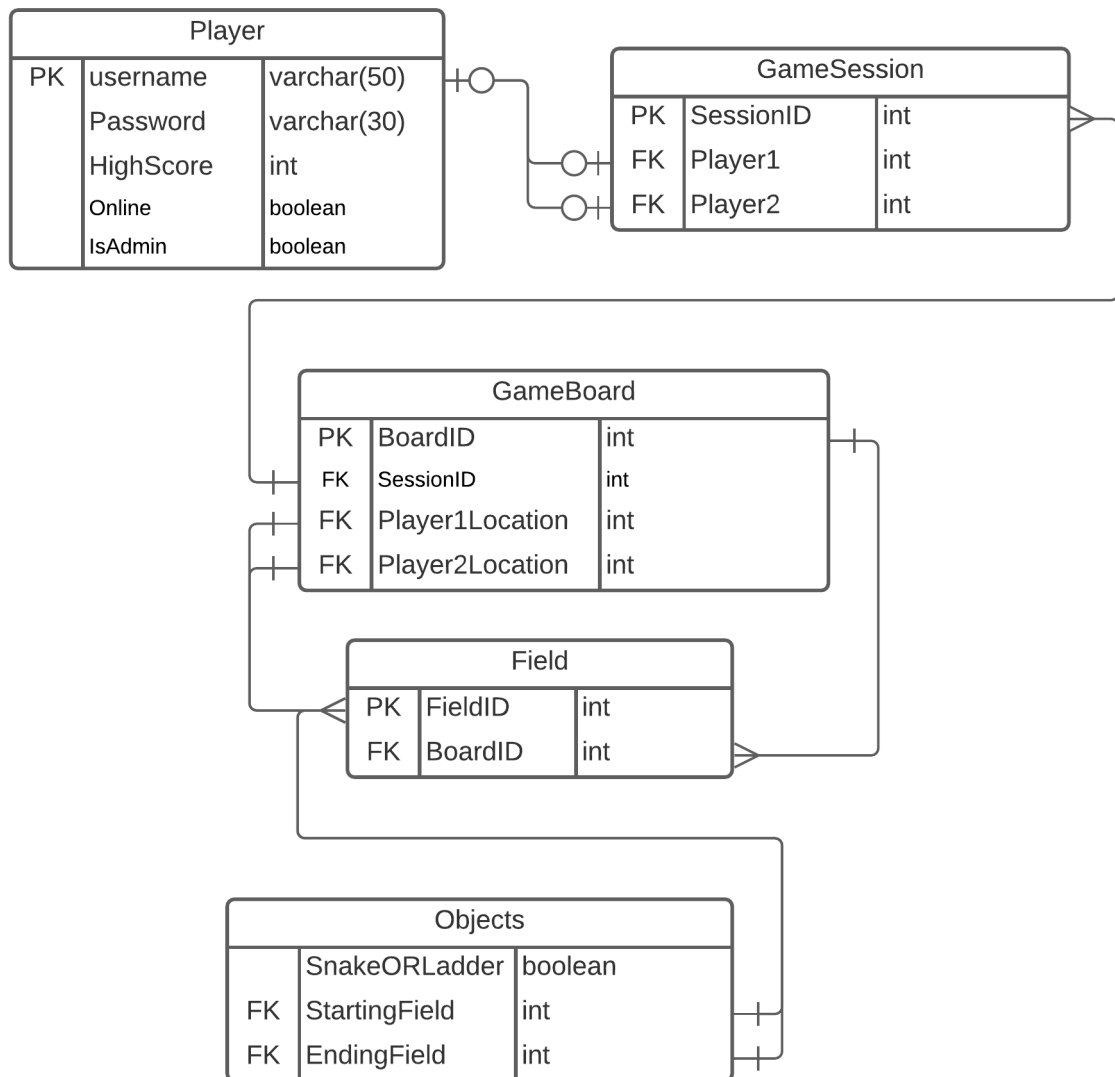 Player
PK username varchar(50)
Password varchar(30)
HighScore int
Online boolean
IsAdmin boolean
GameSession
PK SessionID int
FK Player1 int
FK Player2 int
GameBoard
PK BoardID int
FK SessionID int
FK Player1Location int
FK Player2Location int
Field
PK FieldID int
FK BoardID int
Objects
SnakeORLadder boolean
FK StartingField int
FK EndingField int